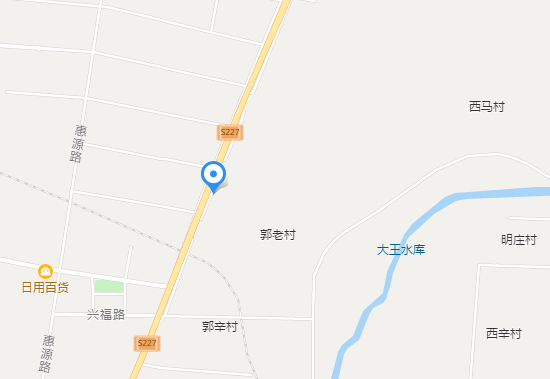 西马村
S227
惠源路
郭老村
明庄村
大王水库
日用百货
兴福路
郭辛村
西辛村
S227
惠源路